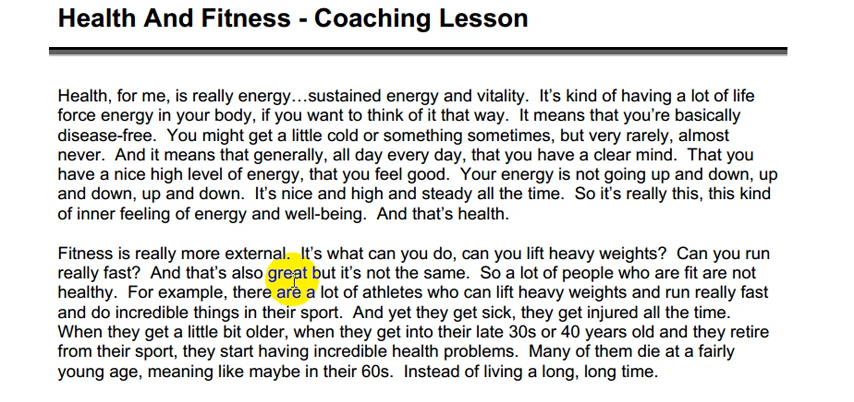 Health And Fitness - Coaching Lesson
Health, for me, is really energy…sustained energy and vitality.  It's kind of having a lot of life
force energy in your body, if you want to think of it that way.  It means that you're basically
disease-free.  You might get a little cold or something sometimes, but very rarely, almost
never.  And it means that generally, all day every day, that you have a clear mind.  That you
have a nice high level of energy, that you feel good.  Your energy is not going up and down, up
and down, up and down.  It's nice and high and steady all the time.  So it's really this, this kind
of inner feeling of energy and well-being.  And that's health.
Fitness is really more external.  It's what can you do, can you lift heavy weights?  Can you run
really fast?  And that's also great but it's not the same.  So a lot of people who are fit are not
healthy.  For example, there are a lot of athletes who can lift heavy weights and run really fast
and do incredible things in their sport.  And yet they get sick, they get injured all the time.
When they get a little bit older, when they get into their late 30s or 40 years old and they retire
from their sport, they start having incredible health problems.  Many of them die at a fairly
young age, meaning like maybe in their 60s.  Instead of living a long, long time.